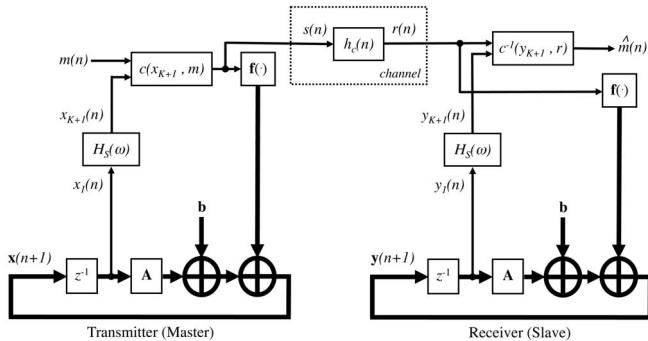 s(n)
r(n)
m(n)
c(x_{K+1} , m)
f(·)
h_c(n)
channel
c^{-1}(y_{K+1} , r)
\hat{m}(n)
f(·)
x_{K+1}(n)
y_{K+1}(n)
H_S(ω)
H_S(ω)
x_1(n)
y_1(n)
b
b
x(n+1)
z^{-1}
A
y(n+1)
z^{-1}
A
Transmitter (Master)
Receiver (Slave)